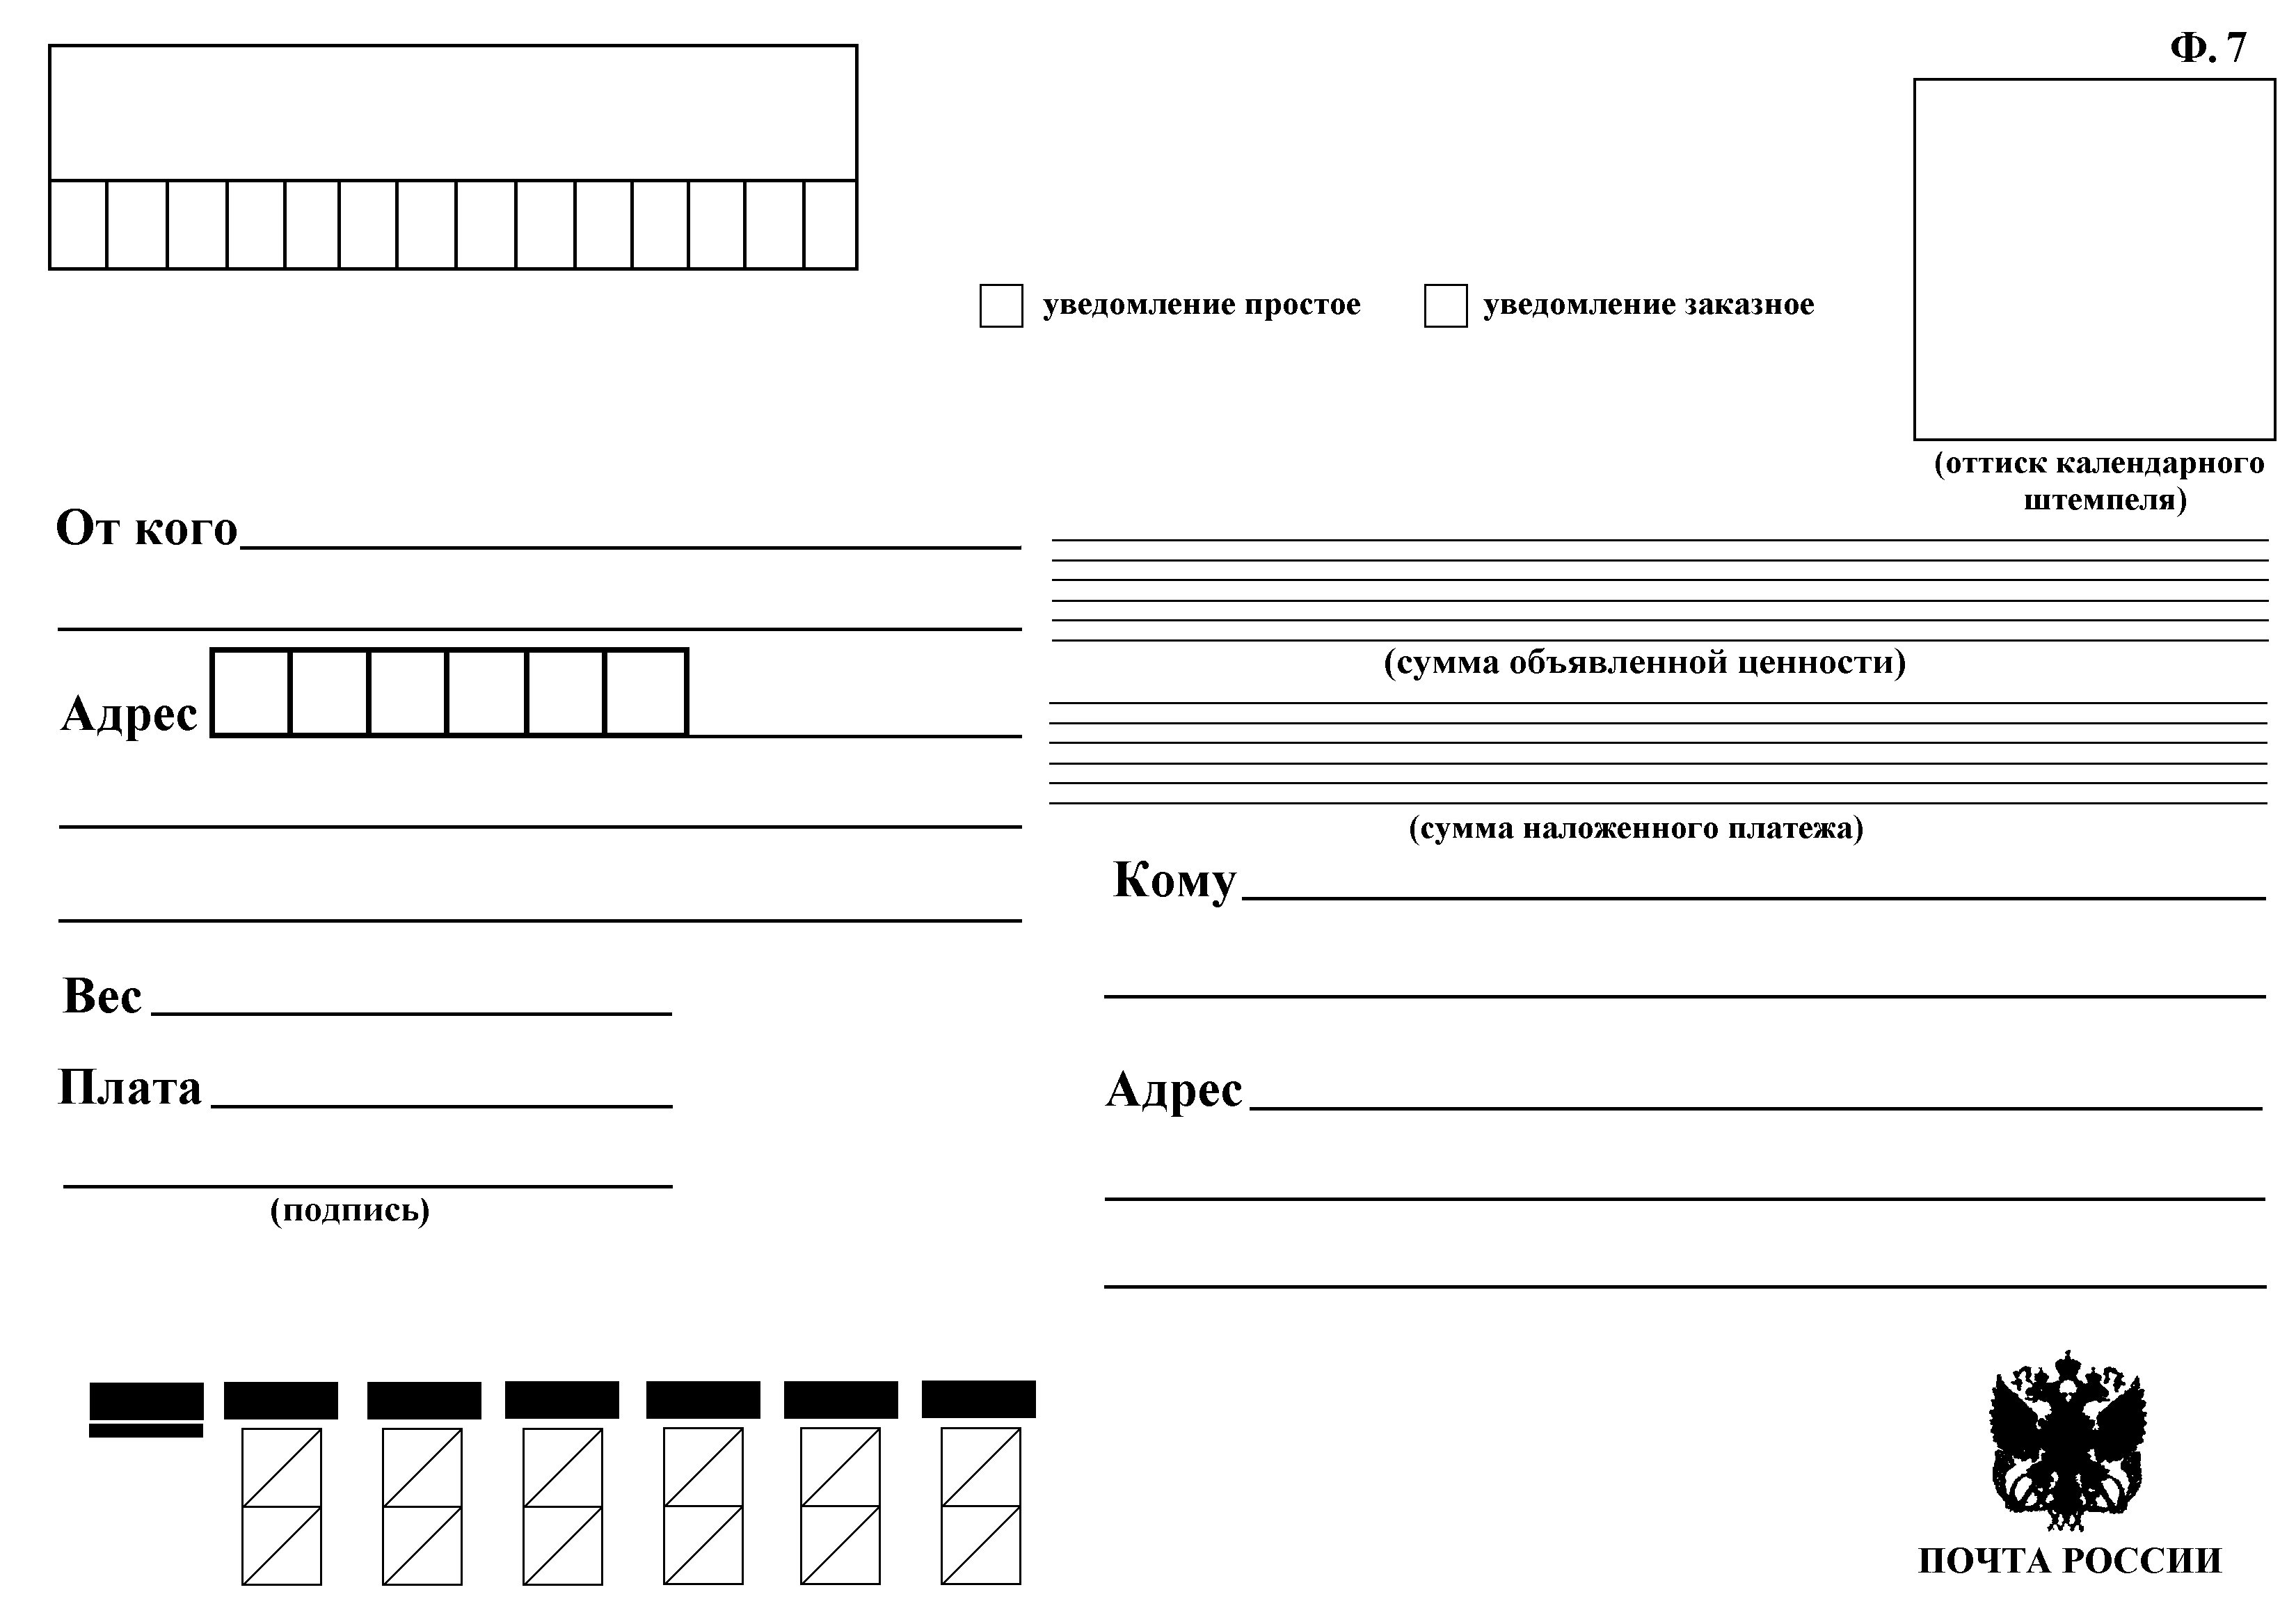 Ф. 7
уведомление простое
уведомление заказное
(оттиск календарного
штемпеля)
От кого
(сумма объявленной ценности)
Адрес
(сумма наложенного платежа)
Кому
Вес
Плата
Адрес
(подпись)
ПОЧТА РОССИИ